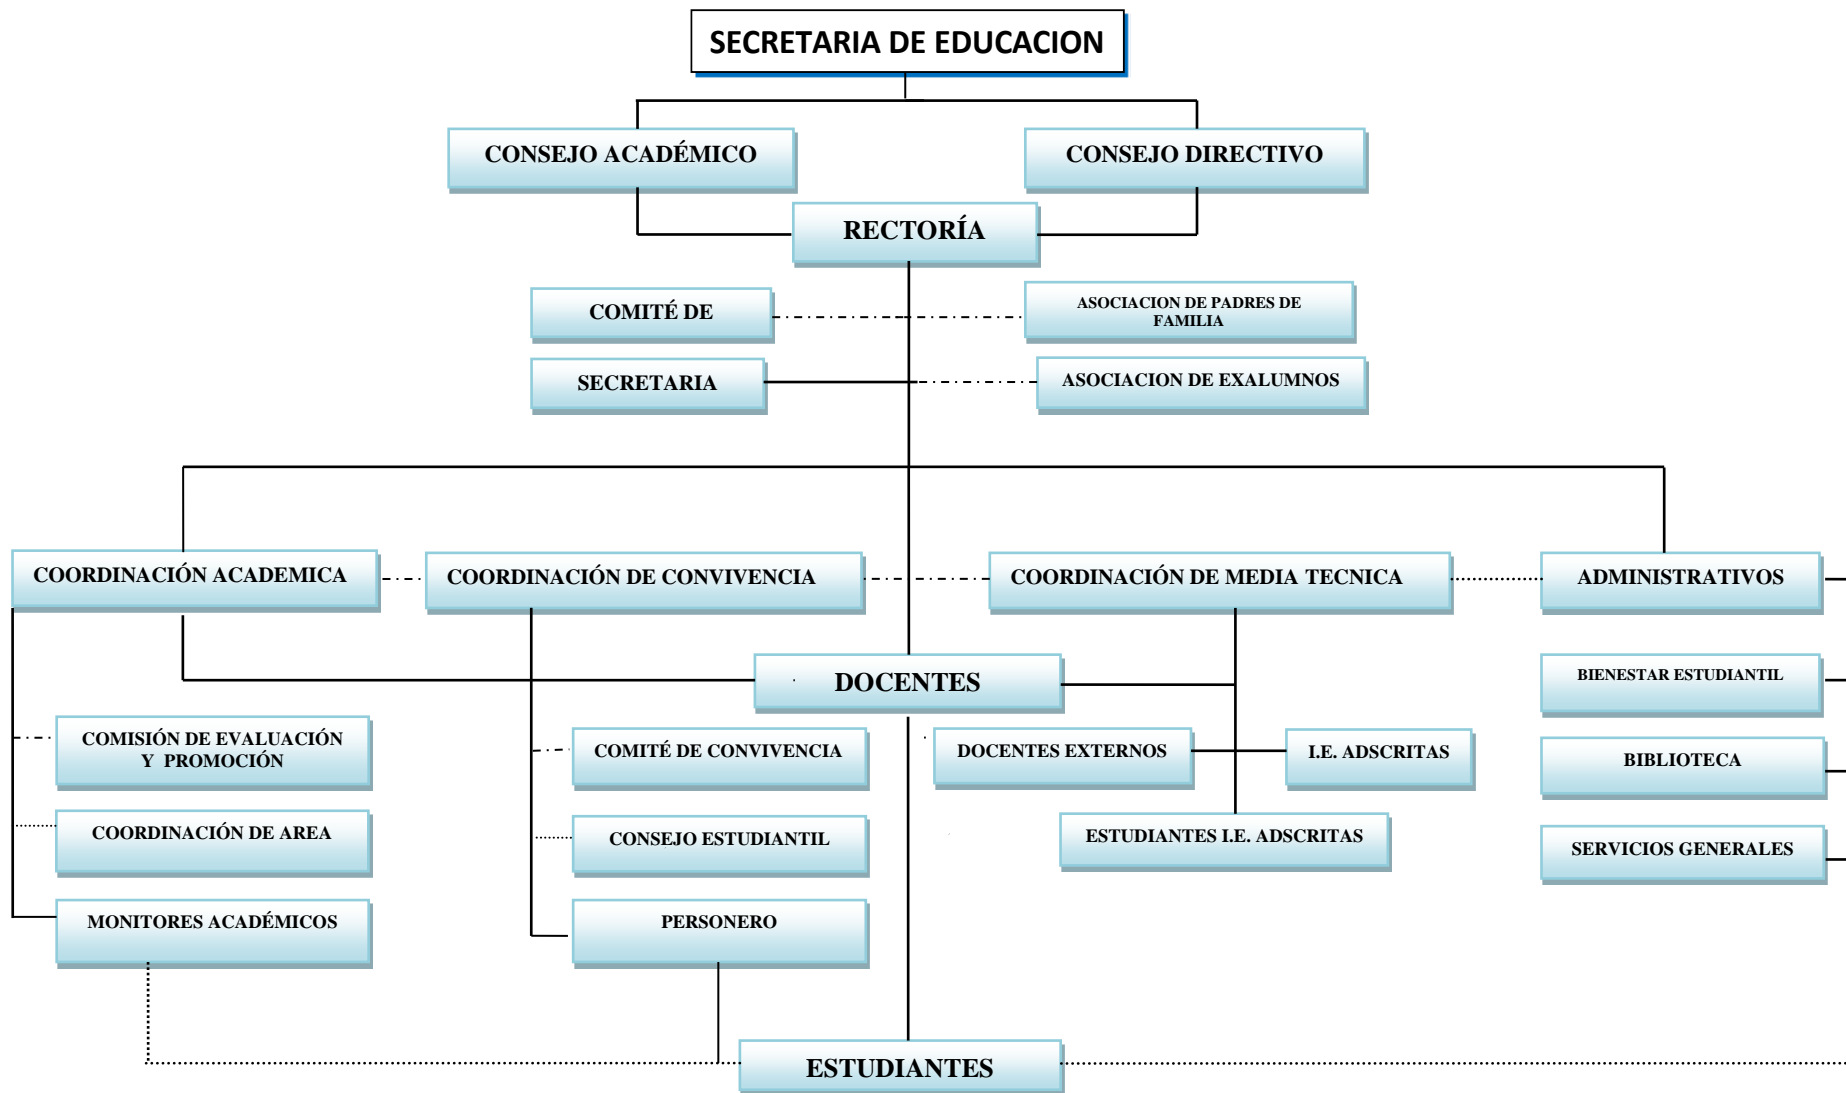 SECRETARIA DE EDUCACION
CONSEJO ACADÉMICO
CONSEJO DIRECTIVO
RECTORÍA
COMITÉ DE
ASOCIACION DE PADRES DE
FAMILIA
SECRETARIA
ASOCIACION DE EXALUMNOS
COORDINACIÓN ACADEMICA
COORDINACIÓN DE CONVIVENCIA
COORDINACIÓN DE MEDIA TECNICA
ADMINISTRATIVOS
DOCENTES
BIENESTAR ESTUDIANTIL
COMISIÓN DE EVALUACIÓN
Y PROMOCIÓN
COMITÉ DE CONVIVENCIA
DOCENTES EXTERNOS
I.E. ADSCRITAS
BIBLIOTECA
COORDINACIÓN DE AREA
CONSEJO ESTUDIANTIL
ESTUDIANTES I.E. ADSCRITAS
SERVICIOS GENERALES
MONITORES ACADÉMICOS
PERSONERO
ESTUDIANTES